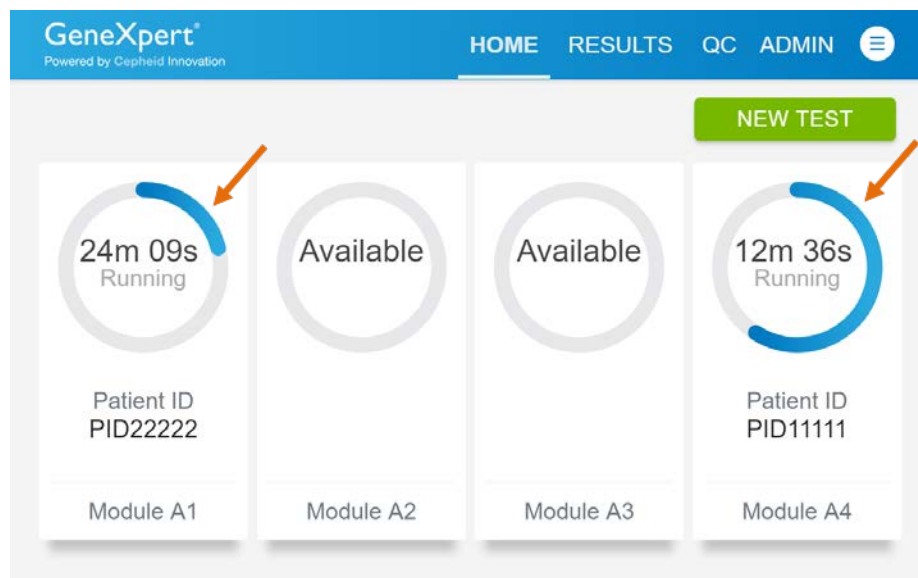 GeneXpert®
Powered by Cepheid Innovation
HOME RESULTS QC ADMIN
NEW TEST
24m 09s
Running
Patient ID
PID22222
Module A1
Available
Module A2
Available
Module A3
12m 36s
Running
Patient ID
PID11111
Module A4